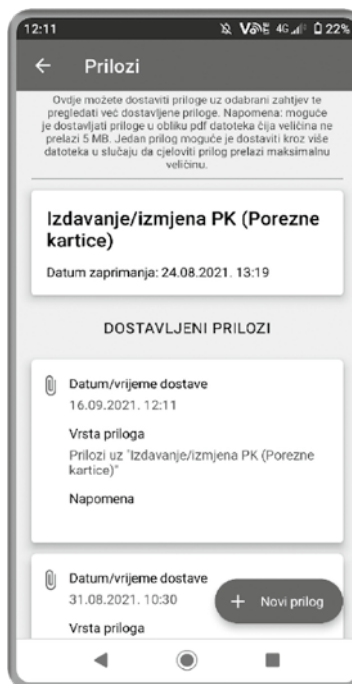 12:11 4G 22%
Prilozi
Ovdje možete dostaviti priloge uz odabrani zahtjev te
pregledati već dostavljene priloge. Napomena: moguće
je dostavljati priloge u obliku pdf datoteka čija veličina ne
prelazi 5 MB. Jedan prilog moguće je dostaviti kroz više
datoteka u slučaju da cjeloviti prilog prelazi maksimalnu
veličinu.
Izdavanje/izmjena PK (Porezne
kartice)
Datum zaprimanja: 24.08.2021. 13:19
DOSTAVLJENI PRILOZI
Datum/vrijeme dostave
16.09.2021. 12:11
Vrsta priloga
Prilozi uz "Izdavanje/izmjena PK (Porezne
kartice)"
Napomena
Datum/vrijeme dostave
31.08.2021. 10:30
+ Novi prilog
Vrsta priloga